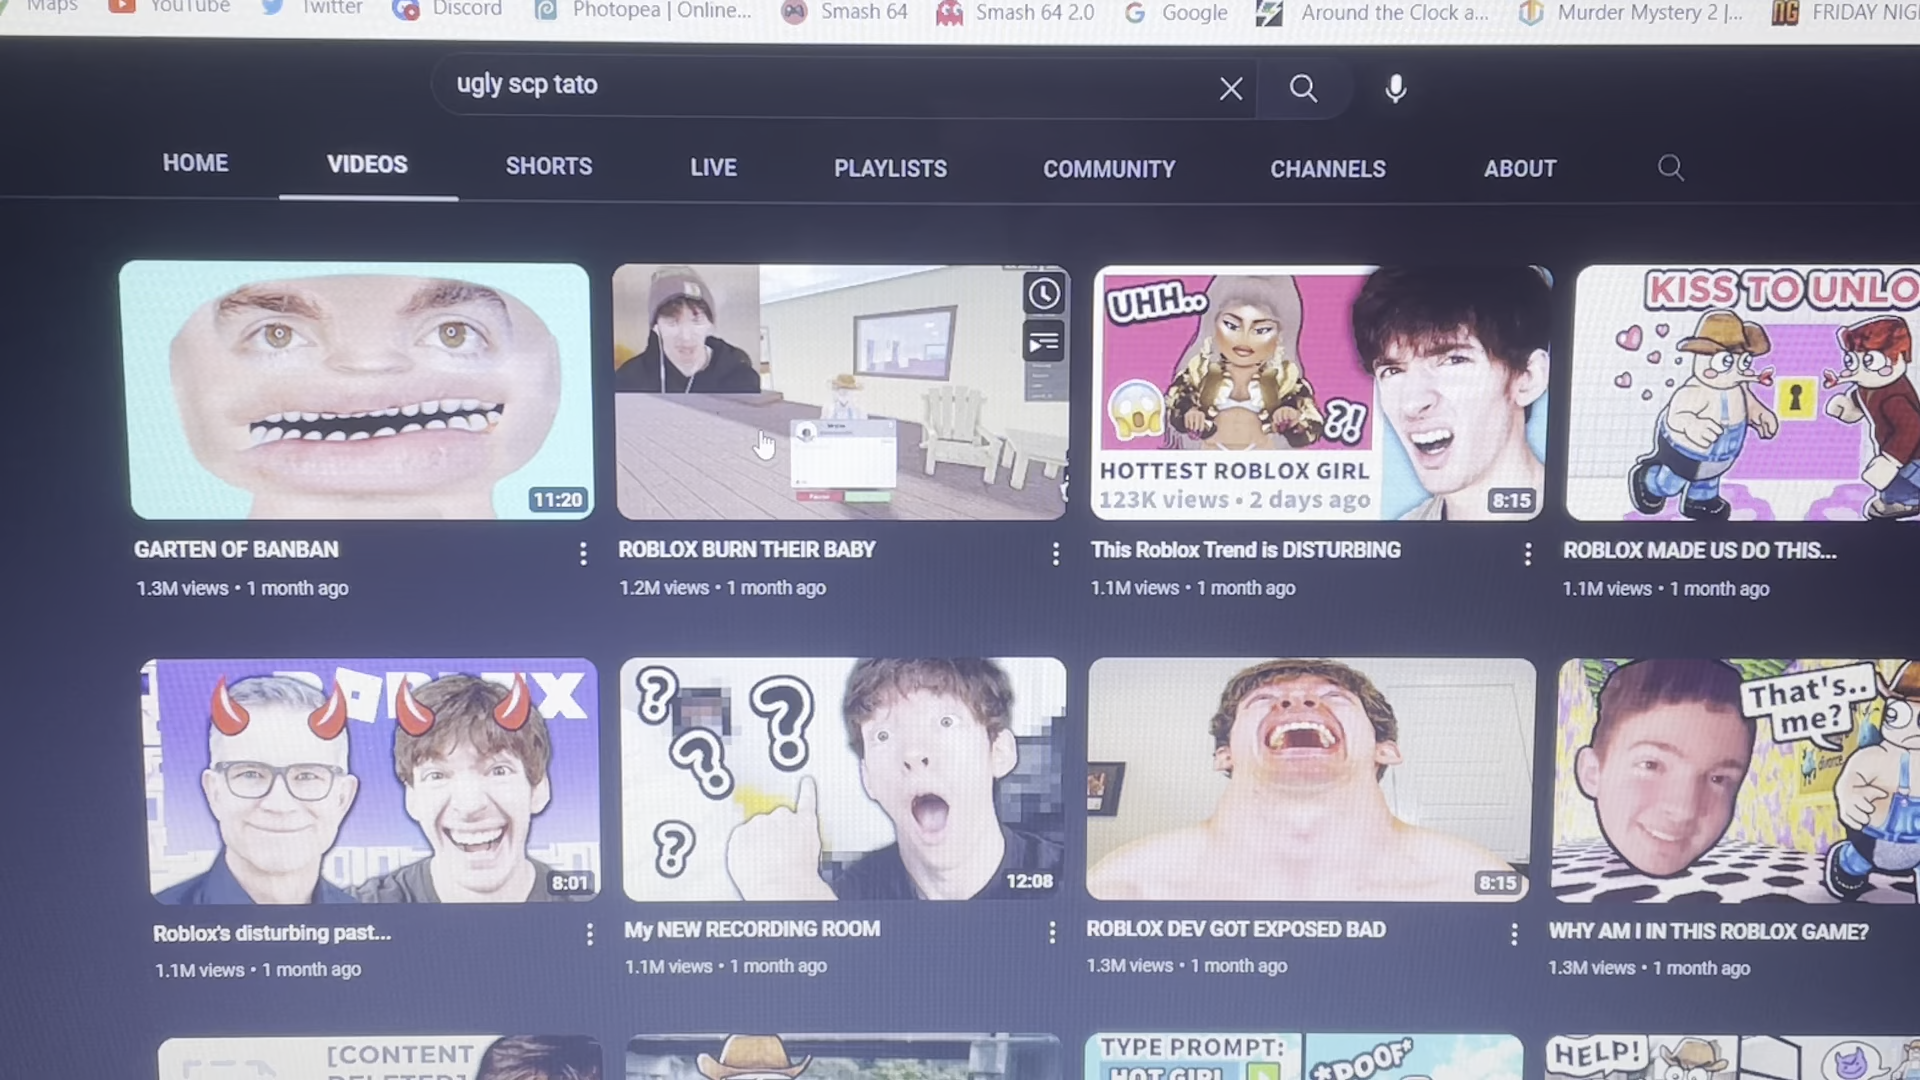 Maps YouTube Twitter Discord Photopea | Online... Smash 64 Smash 64 2.0 Google Around the Clock a... Murder Mystery 2 |... FRIDAY NIG
ugly scp tato
HOME VIDEOS SHORTS LIVE PLAYLISTS COMMUNITY CHANNELS ABOUT
UHH..
?!
HOTTEST ROBLOX GIRL
123K views • 2 days ago
KISS TO UNLO
11:20
8:15
GARTEN OF BANBAN
1.3M views • 1 month ago
ROBLOX BURN THEIR BABY
1.2M views • 1 month ago
This Roblox Trend is DISTURBING
1.1M views • 1 month ago
ROBLOX MADE US DO THIS...
1.1M views • 1 month ago
? ? ? ?
That's..
me?
8:01
12:08
8:15
Roblox's disturbing past...
1.1M views • 1 month ago
My NEW RECORDING ROOM
1.1M views • 1 month ago
ROBLOX DEV GOT EXPOSED BAD
1.3M views • 1 month ago
WHY AM I IN THIS ROBLOX GAME?
1.3M views • 1 month ago
[CONTENT
DELETED]
TYPE PROMPT:
HOT GIRL
*POOF*
HELP!